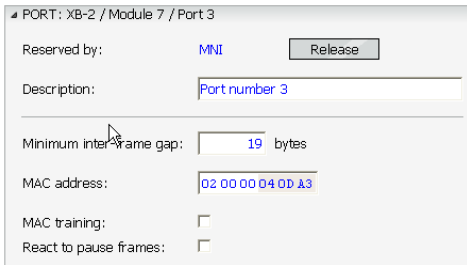 PORT: XB-2 / Module 7 / Port 3
Reserved by: MNI Release
Description: Port number 3
Minimum inter-frame gap: 19 bytes
MAC address: 02 00 00 04 0D A3
MAC training:
React to pause frames: